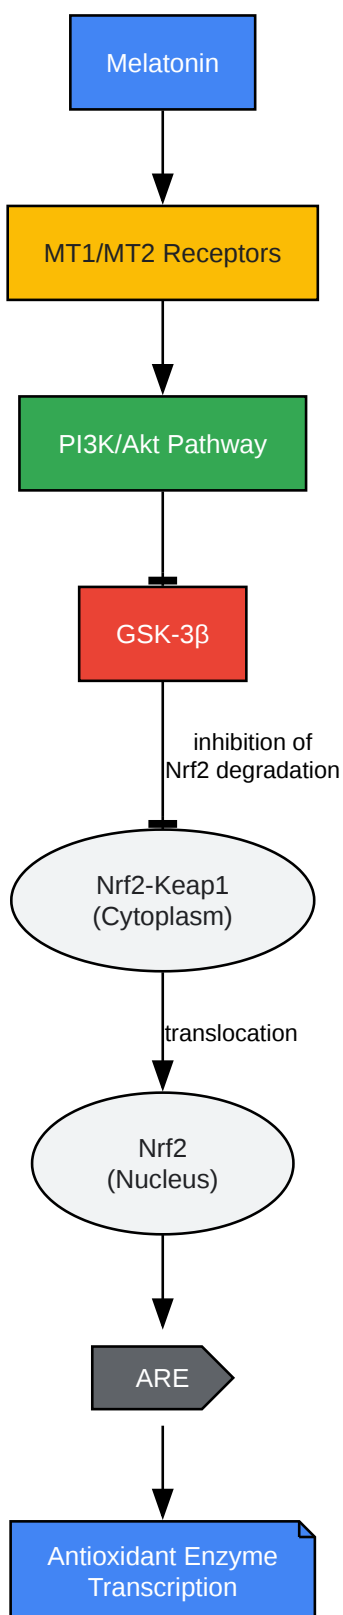 Melatonin
MT1/MT2 Receptors
PI3K/Akt Pathway
GSK-3β
inhibition of
Nrf2 degradation
Nrf2-Keap1
(Cytoplasm)
translocation
Nrf2
(Nucleus)
ARE
Antioxidant Enzyme
Transcription